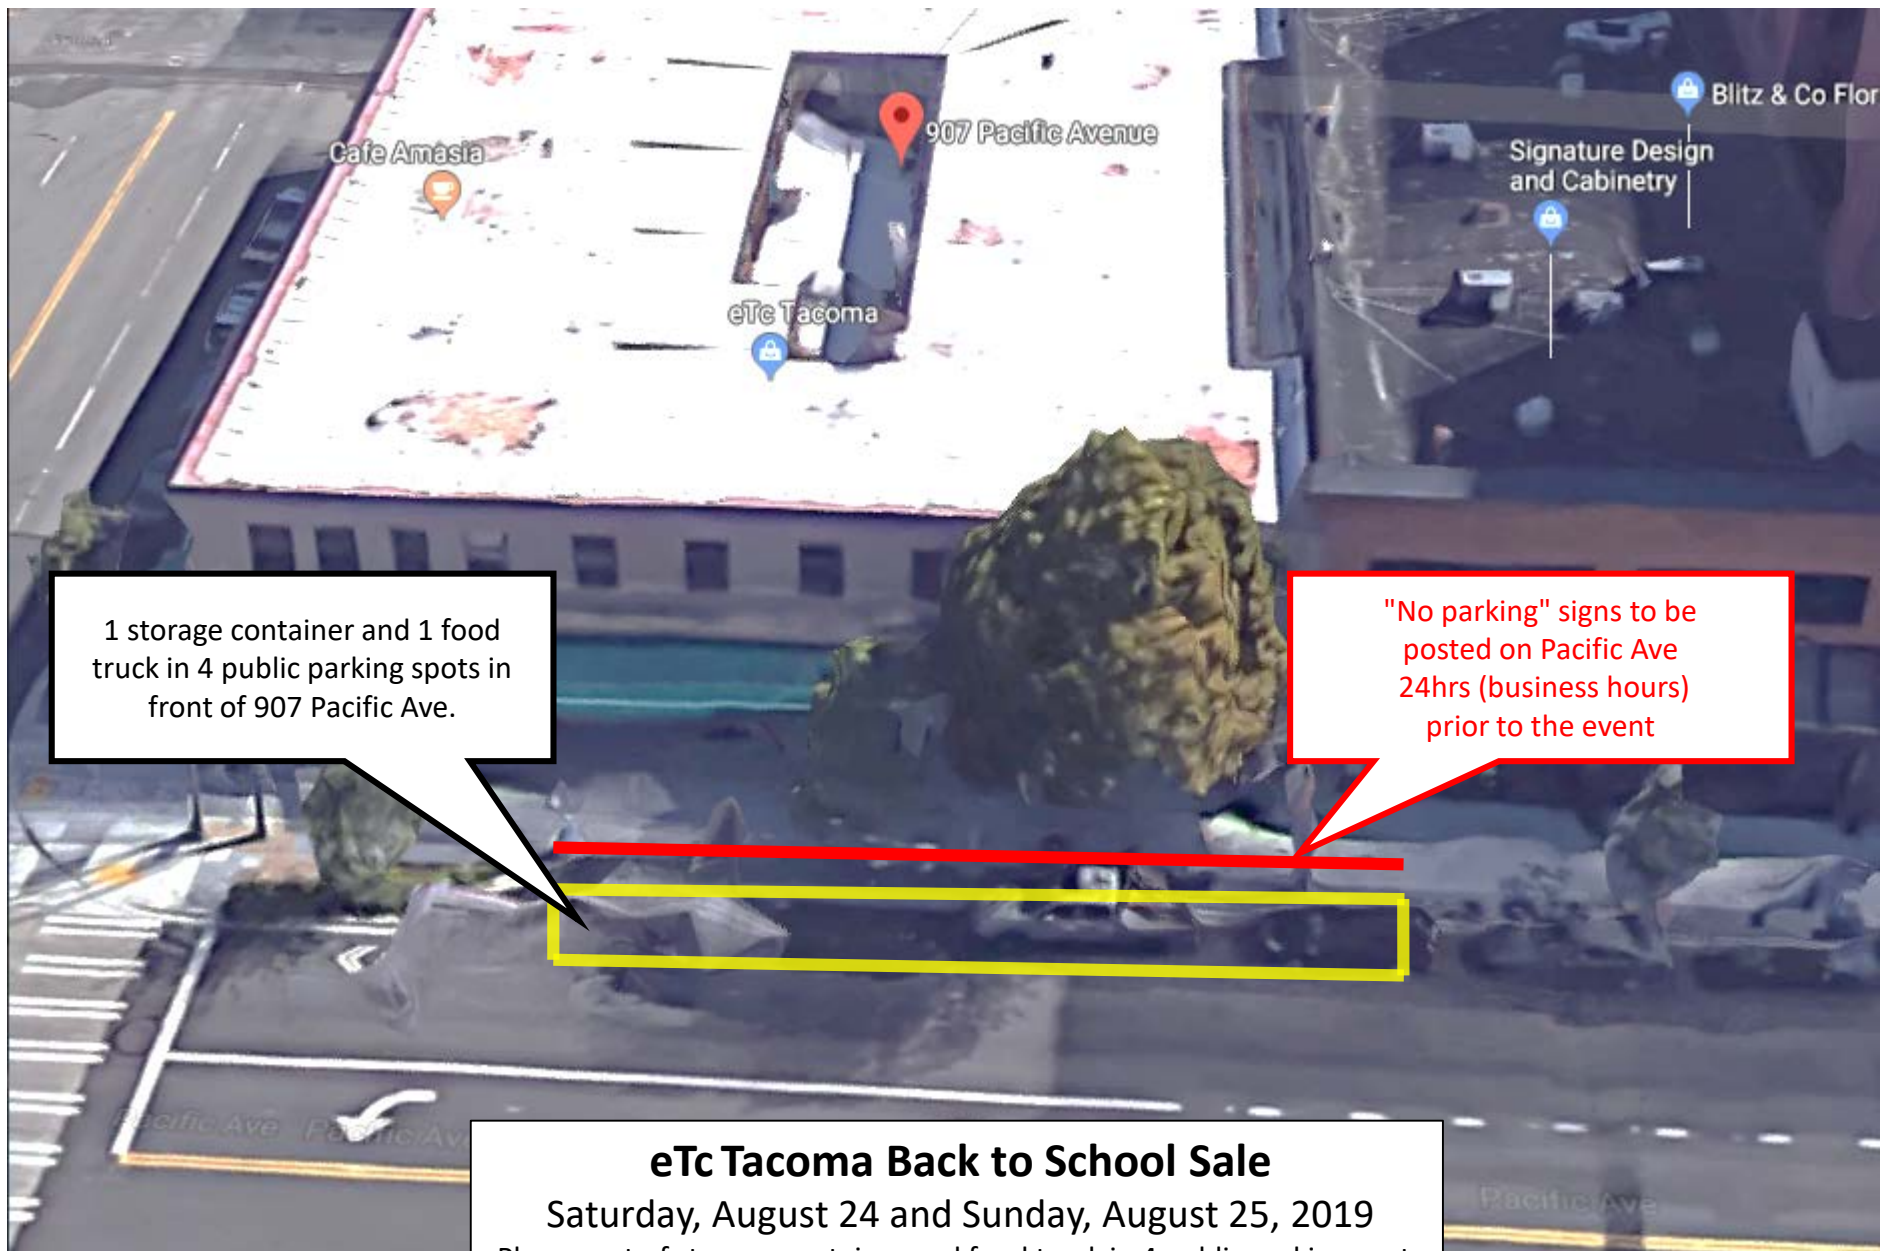 Cafe Amasia
907 Pacific Avenue
Blitz & Co Flor
Signature Design
and Cabinetry
eTc Tacoma
1 storage container and 1 food
truck in 4 public parking spots in
front of 907 Pacific Ave.
"No parking" signs to be
posted on Pacific Ave
24hrs (business hours)
prior to the event
Pacific Ave
Pacific Av
eTc Tacoma Back to School Sale
Saturday, August 24 and Sunday, August 25, 2019
Pacific Ave